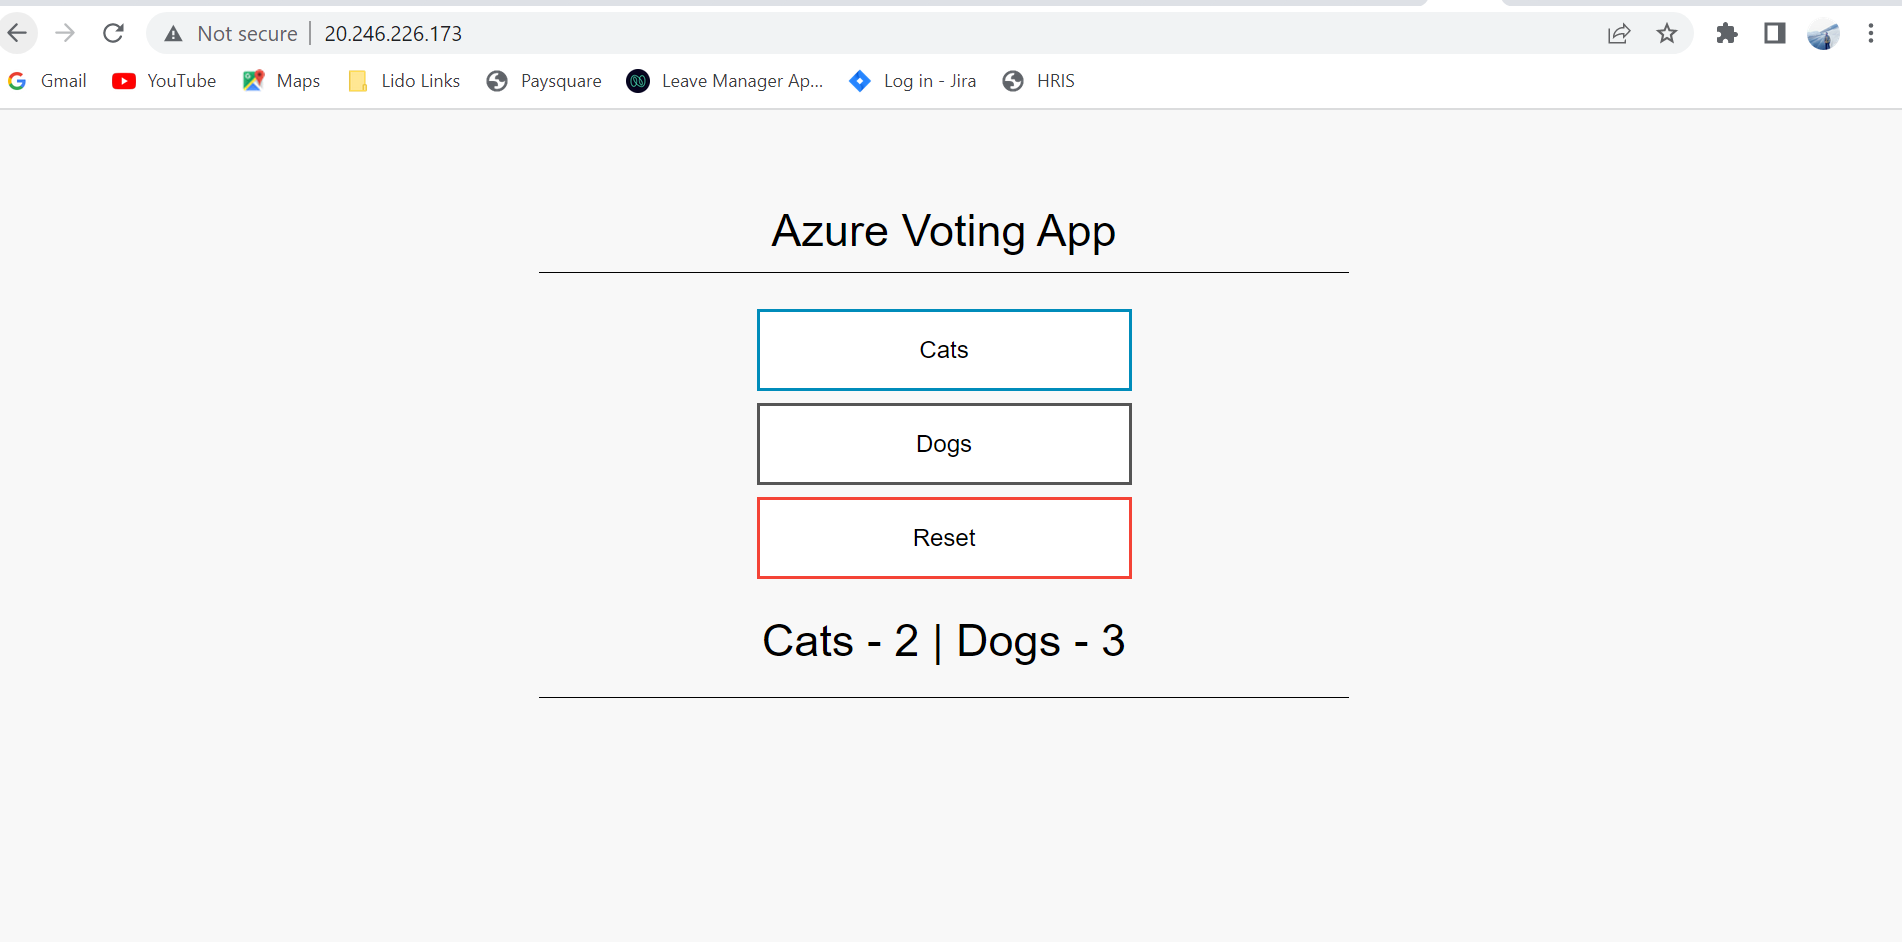 Not secure | 20.246.226.173
Gmail YouTube Maps Lido Links Paysquare Leave Manager Ap... Log in - Jira HRIS
Azure Voting App
Cats
Dogs
Reset
Cats - 2 | Dogs - 3